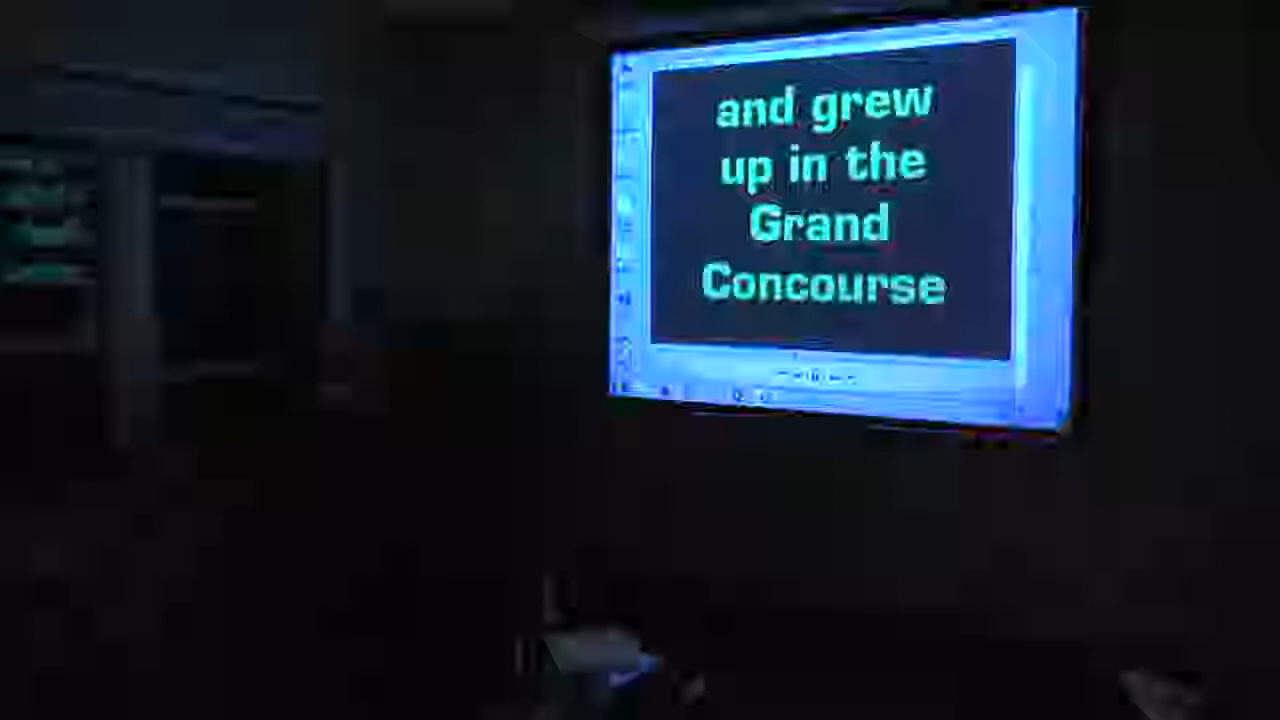 and grew
up in the
Grand
Concourse